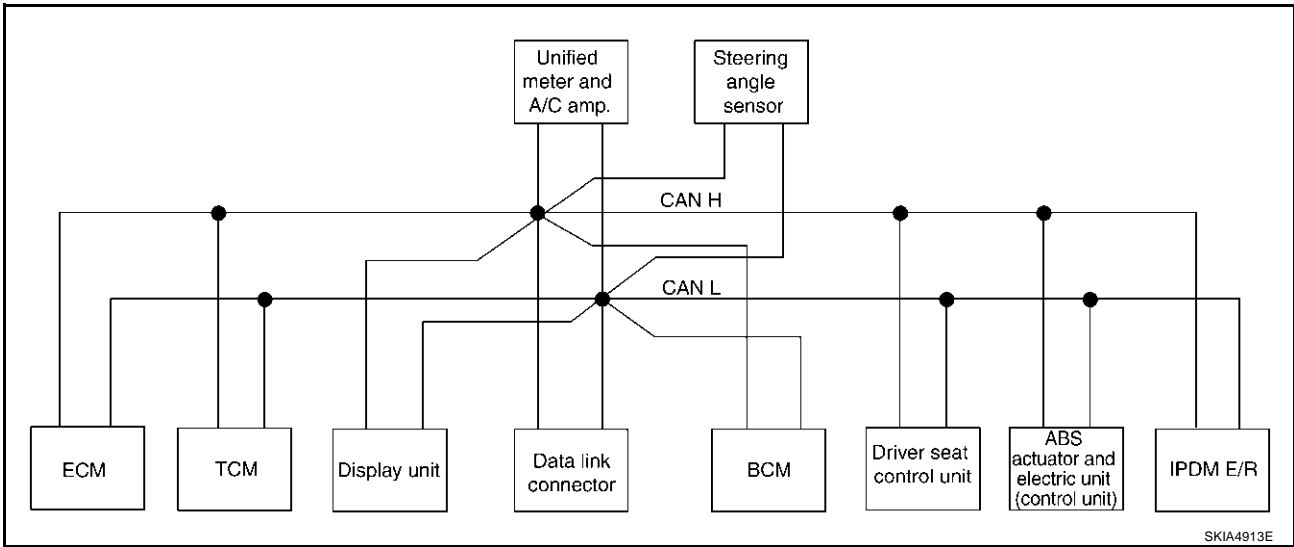 Unified
meter and
A/C amp.
Steering
angle
sensor
CAN H
CAN L
ECM
TCM
Display unit
Data link
connector
BCM
Driver seat
control unit
ABS
actuator and
electric unit
(control unit)
IPDM E/R
SKIA4913E